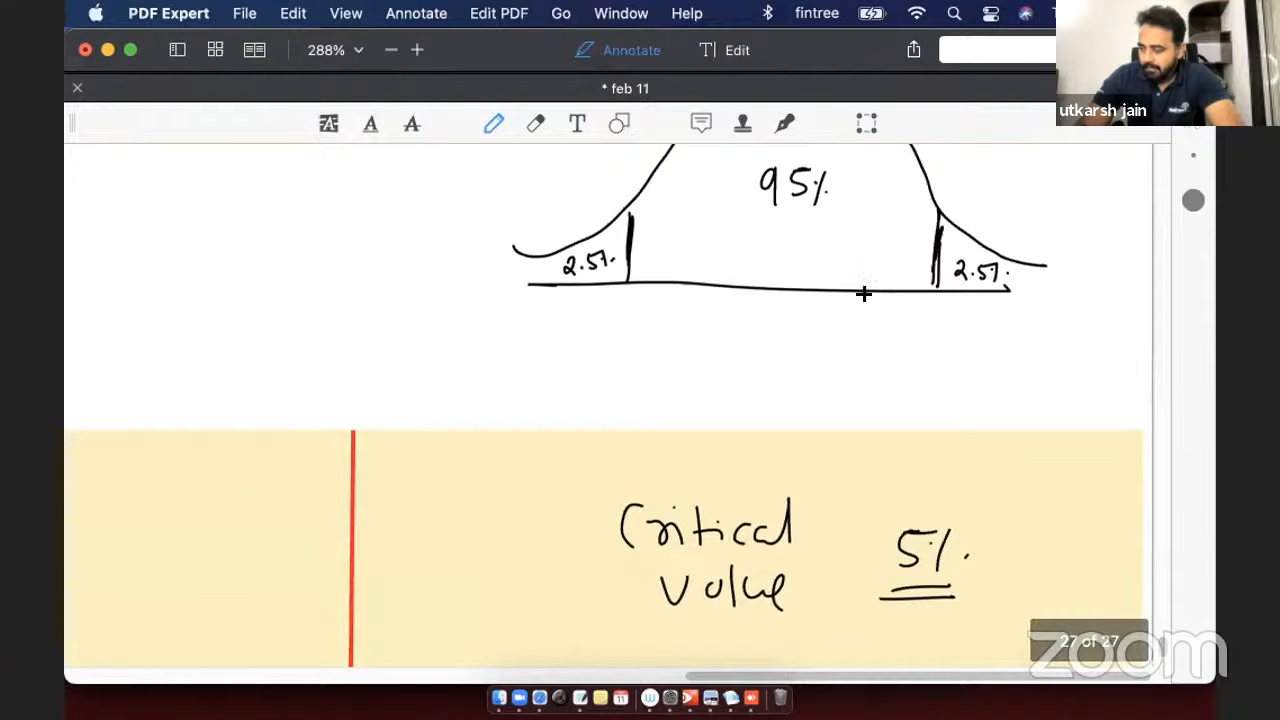 PDF Expert File Edit View Annotate Edit PDF Go Window Help fintree
288% Annotate T Edit
* feb 11
utkarsh jain
95%
2.5%. 2.5%.
Critical 5%.
value
27 of 27
zoom